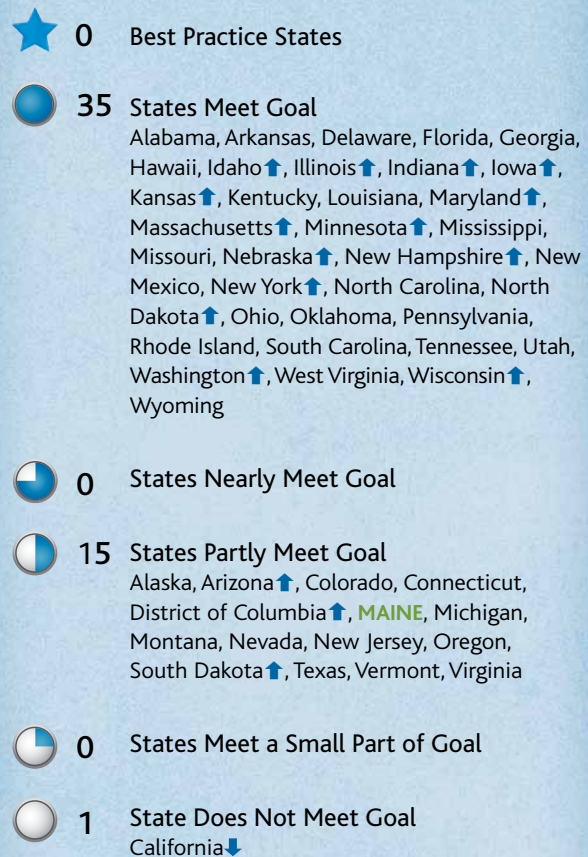 0 Best Practice States
35 States Meet Goal
Alabama, Arkansas, Delaware, Florida, Georgia,
Hawaii, Idaho⬆, Illinois⬆, Indiana⬆, Iowa⬆,
Kansas⬆, Kentucky, Louisiana, Maryland⬆,
Massachusetts⬆, Minnesota⬆, Mississippi,
Missouri, Nebraska⬆, New Hampshire⬆, New
Mexico, New York⬆, North Carolina, North
Dakota⬆, Ohio, Oklahoma, Pennsylvania,
Rhode Island, South Carolina, Tennessee, Utah,
Washington⬆, West Virginia, Wisconsin⬆,
Wyoming
0 States Nearly Meet Goal
15 States Partly Meet Goal
Alaska, Arizona⬆, Colorado, Connecticut,
District of Columbia⬆, MAINE, Michigan,
Montana, Nevada, New Jersey, Oregon,
South Dakota⬆, Texas, Vermont, Virginia
0 States Meet a Small Part of Goal
1 State Does Not Meet Goal
California⬇